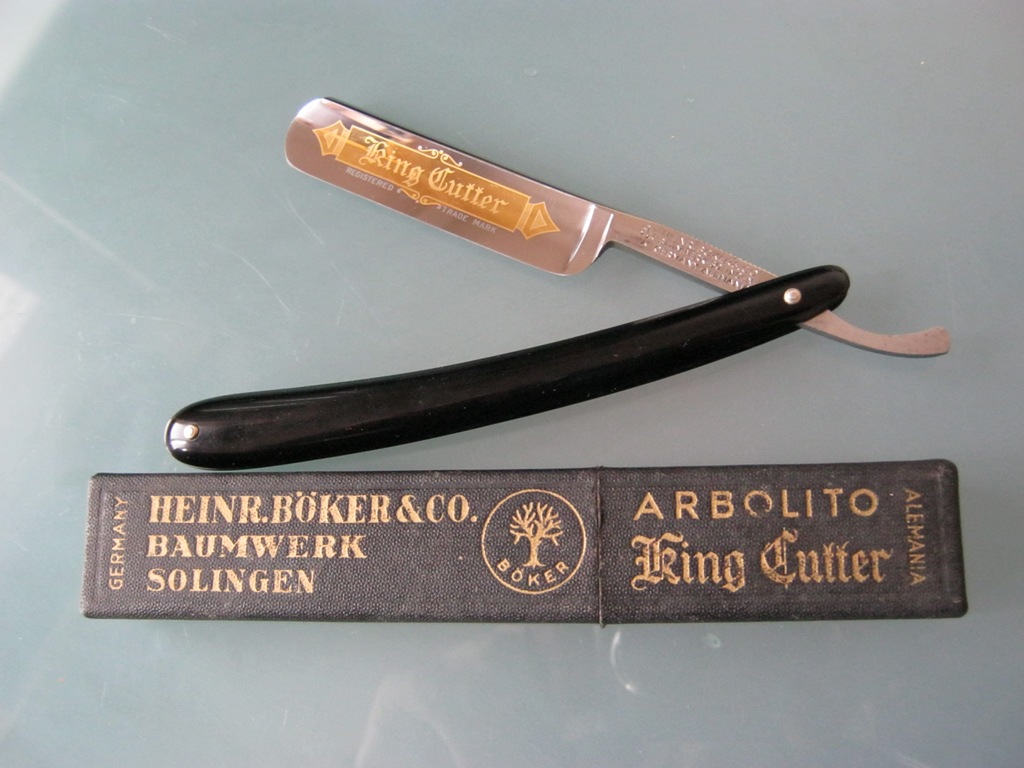 King Cutter
REGISTERED TRADE MARK
GERMANY
HEINR. BÖKER & CO.
BAUMWERK
SOLINGEN
BÖKER
ARBOLITO
King Cutter
ALEMANIA